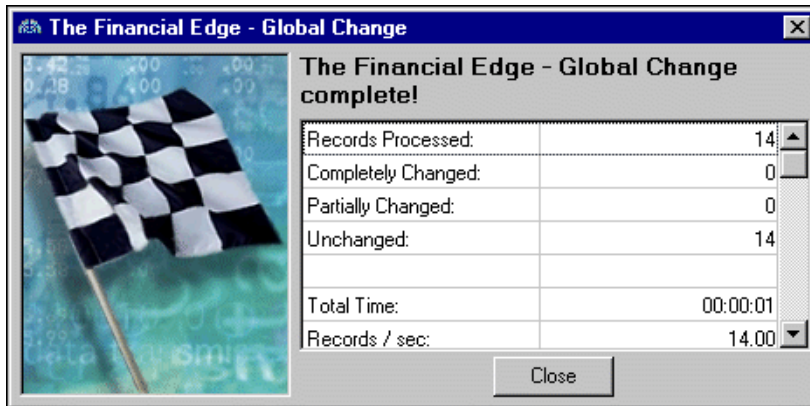 The Financial Edge - Global Change
The Financial Edge - Global Change
complete!
Records Processed: 14
Completely Changed: 0
Partially Changed: 0
Unchanged: 14
Total Time: 00:00:01
Records / sec: 14.00
Close